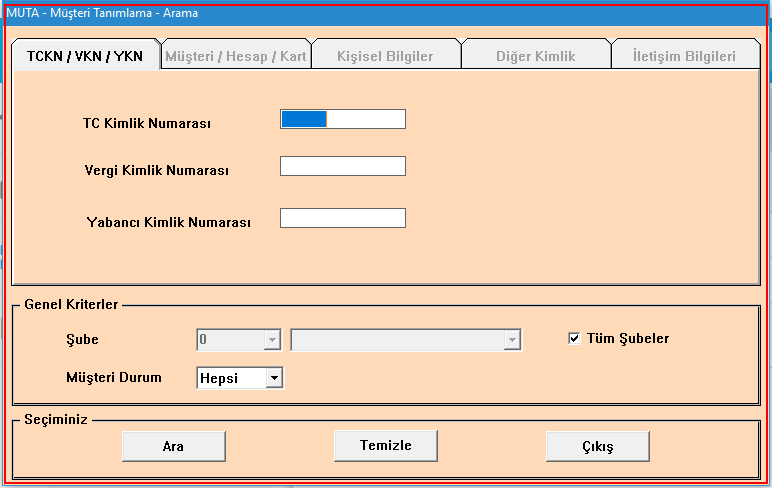 MUTA - Müşteri Tanımlama - Arama
TCKN / VKN / YKN Müşteri / Hesap / Kart Kişisel Bilgiler Diğer Kimlik İletişim Bilgileri
TC Kimlik Numarası
Vergi Kimlik Numarası
Yabancı Kimlik Numarası
Genel Kriterler
Şube 0 Tüm Şubeler
Müşteri Durum Hepsi
Seçiminiz
Ara Temizle Çıkış